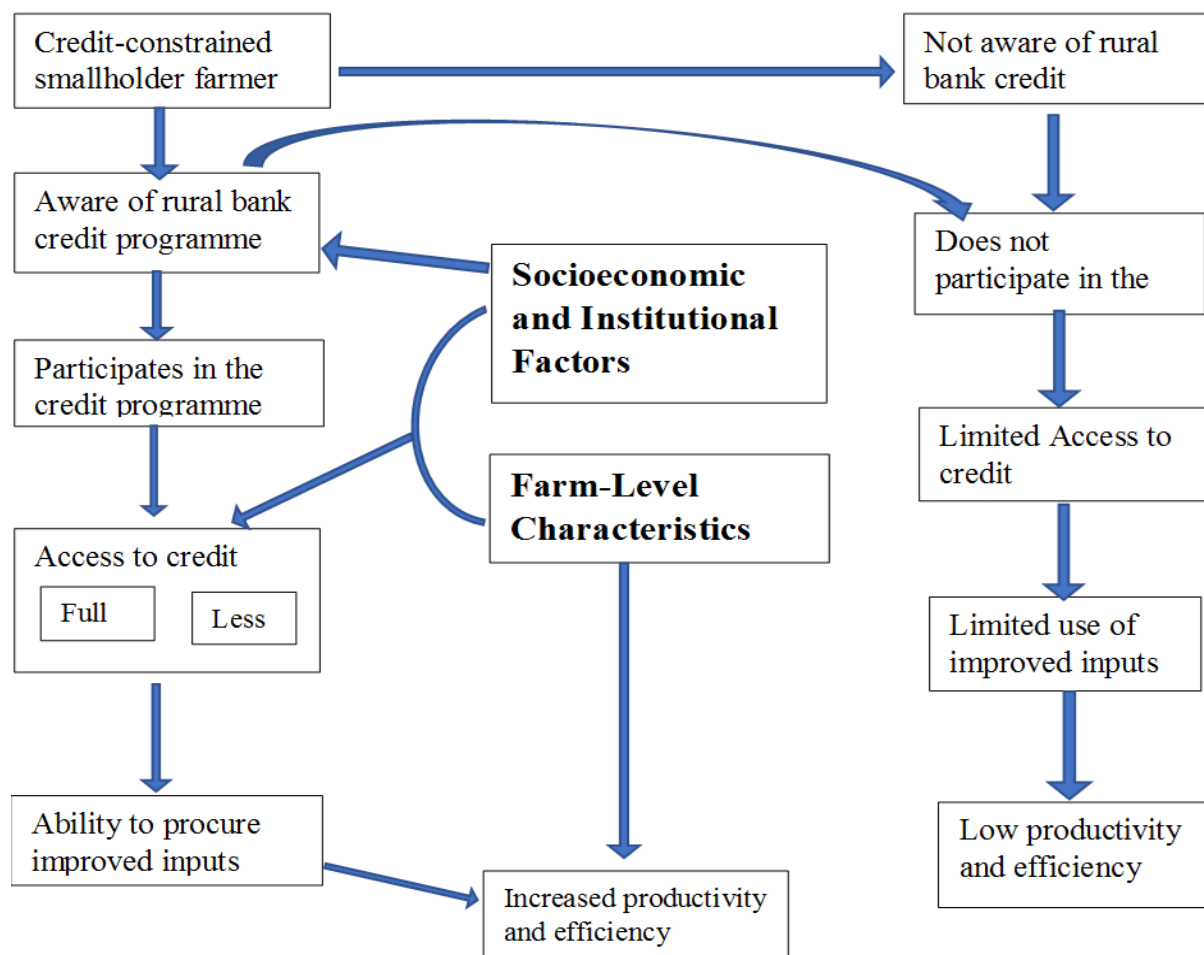 Credit-constrained
smallholder farmer
Not aware of rural
bank credit
Aware of rural bank
credit programme
Does not
participate in the
Socioeconomic
and Institutional
Factors
Participates in the
credit programme
Limited Access to
credit
Farm-Level
Characteristics
Access to credit
Full
Less
Limited use of
improved inputs
Ability to procure
improved inputs
Low productivity
and efficiency
Increased productivity
and efficiency